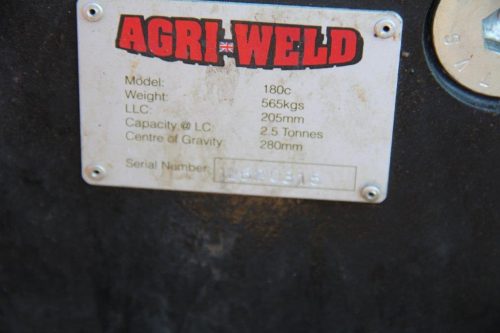 AGRI-WELD
Model: 180c
Weight: 565kgs
LLC: 205mm
Capacity @ LC: 2.5 Tonnes
Centre of Gravity: 280mm
Serial Number: